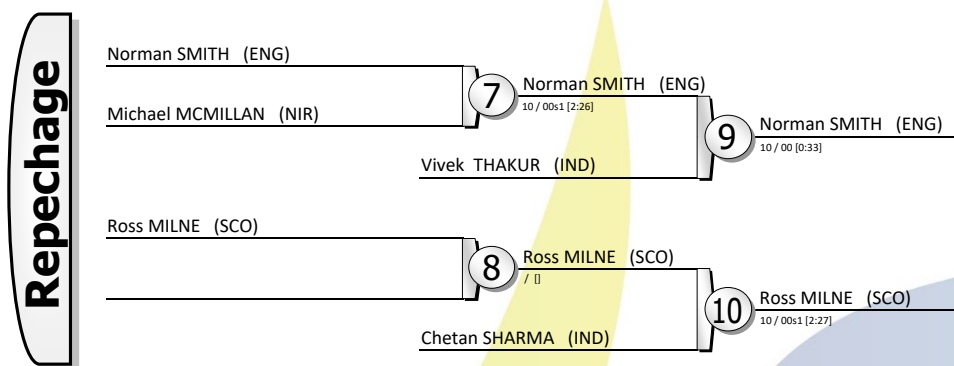 Repechage
Norman SMITH (ENG)
Michael MCMILLAN (NIR)
7
Norman SMITH (ENG)
10 / 00s1 [2:26]
Vivek THAKUR (IND)
9
Norman SMITH (ENG)
10 / 00 [0:33]
Ross MILNE (SCO)
8
Ross MILNE (SCO)
/ []
Chetan SHARMA (IND)
10
Ross MILNE (SCO)
10 / 00s1 [2:27]